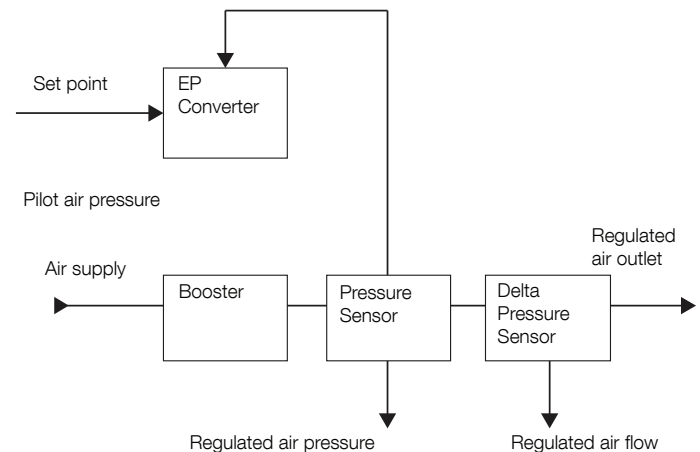 Set point
EP
Converter
Pilot air pressure
Air supply
Booster
Pressure
Sensor
Delta
Pressure
Sensor
Regulated
air outlet
Regulated air pressure
Regulated air flow